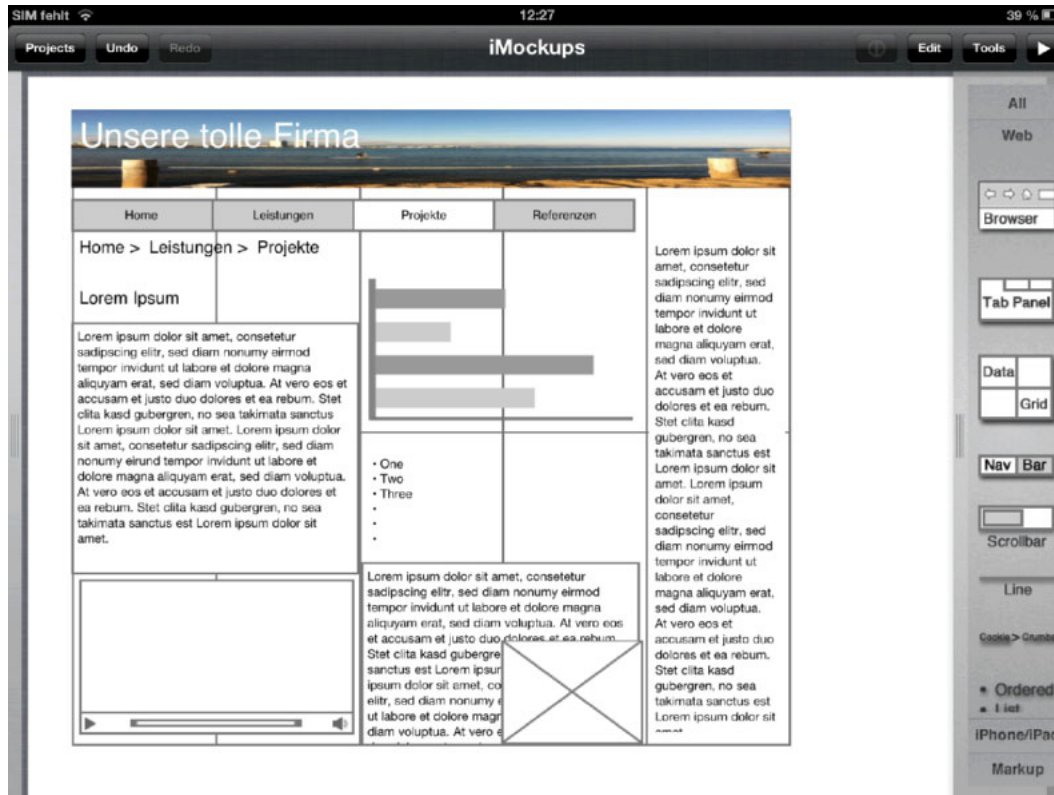 SIM fehlt 12:27 39 %
Projects Undo Redo iMockups Edit Tools
Unsere tolle Firma
Home Leistungen Projekte Referenzen
Home > Leistungen > Projekte
Lorem Ipsum
Lorem ipsum dolor sit amet, consetetur
sadipscing elitr, sed diam nonumy eirmod
tempor invidunt ut labore et dolore magna
aliquyam erat, sed diam voluptua. At vero eos et
accusam et justo duo dolores et ea rebum. Stet
clita kasd gubergren, no sea takimata sanctus
Lorem ipsum dolor sit amet. Lorem ipsum dolor
sit amet, consetetur sadipscing elitr, sed diam
nonumy eirund tempor invidunt ut labore et
dolore magna aliquyam erat, sed diam voluptua.
At vero eos et accusam et justo duo dolores et
ea rebum. Stet clita kasd gubergren, no sea
takimata sanctus est Lorem ipsum dolor sit
amet.
• One
• Two
• Three
•
•
•
Lorem ipsum dolor sit amet, consetetur
sadipscing elitr, sed diam nonumy eirmod
tempor invidunt ut labore et dolore magna
aliquyam erat, sed diam voluptua. At vero eos
et accusam et justo duo dolores et ea rebum
Stet clita kasd gubergre
sanctus est Lorem ipsur
ipsum dolor sit amet, co
elitr, sed diam nonumy e
ut labore et dolore magr
diam voluptua. At vero e
Lorem ipsum dolor sit
amet, consetetur
sadipscing elitr, sed
diam nonumy eirmod
tempor invidunt ut
labore et dolore
magna aliquyam erat,
sed diam voluptua.
At vero eos et
accusam et justo duo
dolores et ea rebum.
Stet clita kasd
gubergren, no sea
takimata sanctus est
Lorem ipsum dolor sit
amet. Lorem ipsum
dolor sit amet,
consetetur
sadipscing elitr, sed
diam nonumy eirmod
tempor invidunt ut
labore et dolore
magna aliquyam erat,
sed diam voluptua.
At vero eos et
accusam et justo duo
dolores et ea rebum.
Stet clita kasd
gubergren, no sea
takimata sanctus est
Lorem ipsum dolor sit
amet
All
Web
Browser
Tab Panel
Data
Grid
Nav Bar
Scrollbar
Line
Cookie > Crumbs
• Ordered
• List
iPhone/iPad
Markup